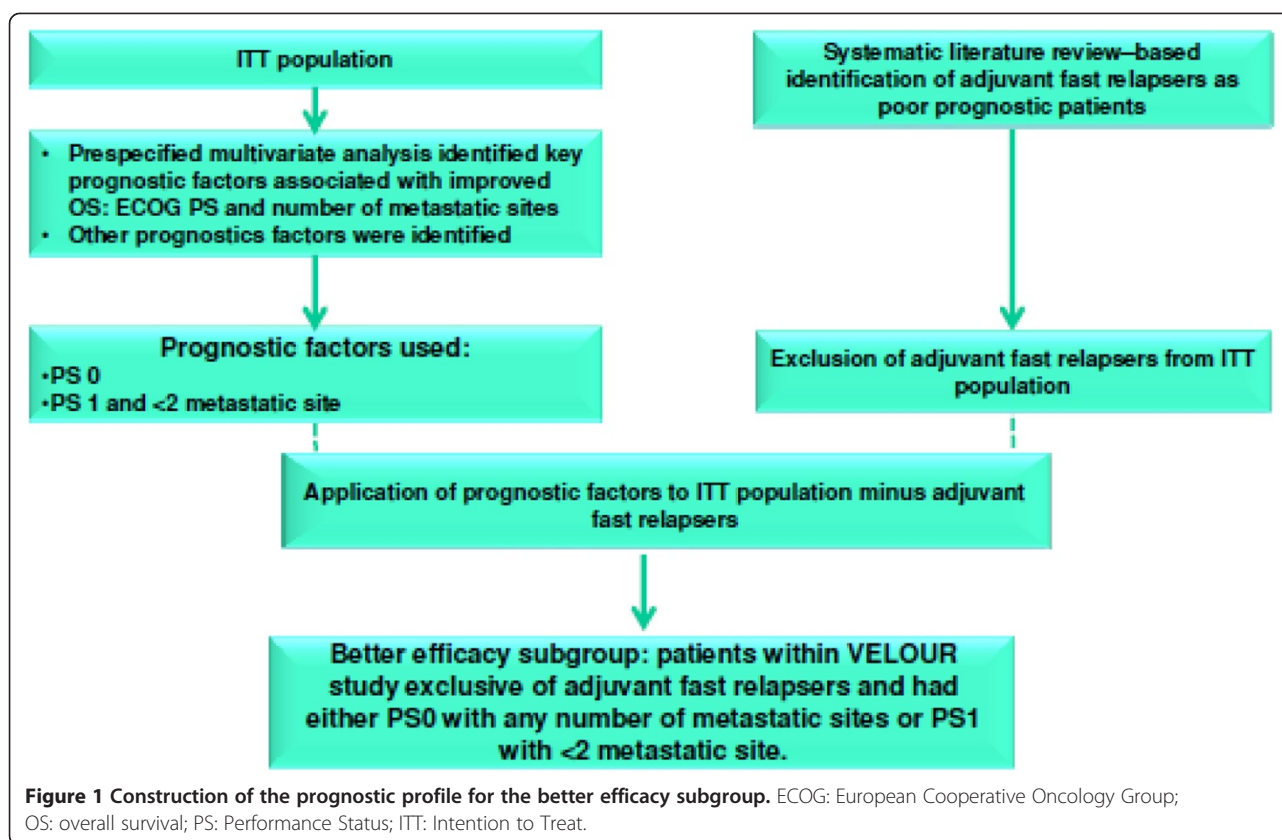 ITT population
• Prespecified multivariate analysis identified key
prognostic factors associated with improved
OS: ECOG PS and number of metastatic sites
• Other prognostics factors were identified
Prognostic factors used:
•PS 0
•PS 1 and <2 metastatic site
Systematic literature review–based
identification of adjuvant fast relapsers as
poor prognostic patients
Exclusion of adjuvant fast relapsers from ITT
population
Application of prognostic factors to ITT population minus adjuvant
fast relapsers
Better efficacy subgroup: patients within VELOUR
study exclusive of adjuvant fast relapsers and had
either PS0 with any number of metastatic sites or PS1
with <2 metastatic site.
Figure 1 Construction of the prognostic profile for the better efficacy subgroup. ECOG: European Cooperative Oncology Group;
OS: overall survival; PS: Performance Status; ITT: Intention to Treat.